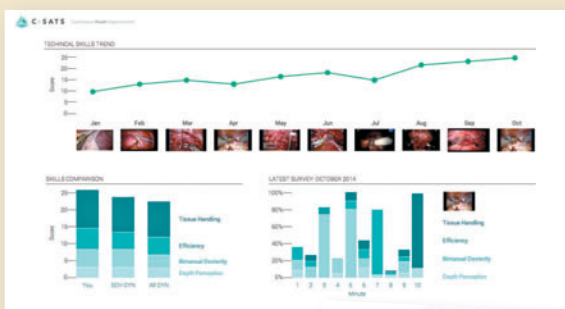 C·SATS
TECHNICAL SKILLS TREND
Score
25
20
15
10
5
0
Jan Feb Mar Apr May Jun Jul Aug Sep Oct
SKILLS COMPARISON
Score
25
20
15
10
5
0
You
Tissue Handling
Efficiency
Bimanual Dexterity
Depth Perception
LATEST SURVEY: OCTOBER 2014
100%
80%
60%
40%
20%
0%
1 2 3 4 5 6 7 8 9 10
Minute
Tissue Handling
Efficiency
Bimanual Dexterity
Depth Perception